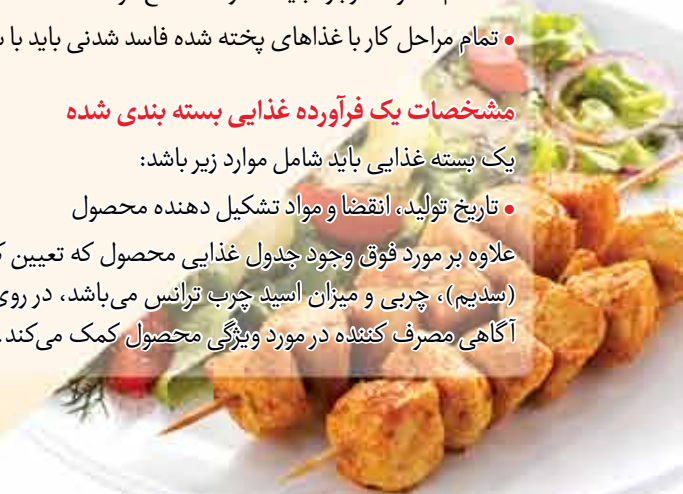 • تمام مراحل کار با غذاهای پخته شده فاسد شدنی باید با
مشخصات یک فرآورده غذایی بسته بندی شده
یک بسته غذایی باید شامل موارد زیر باشد:
• تاریخ تولید، انقضا و مواد تشکیل دهنده محصول
علاوه بر مورد فوق وجود جدول غذایی محصول که تعیین
(سدیم)، چربی و میزان اسید چرب ترانس می‌باشد، در روی
آگاهی مصرف کننده در مورد ویژگی محصول کمک می‌کند.